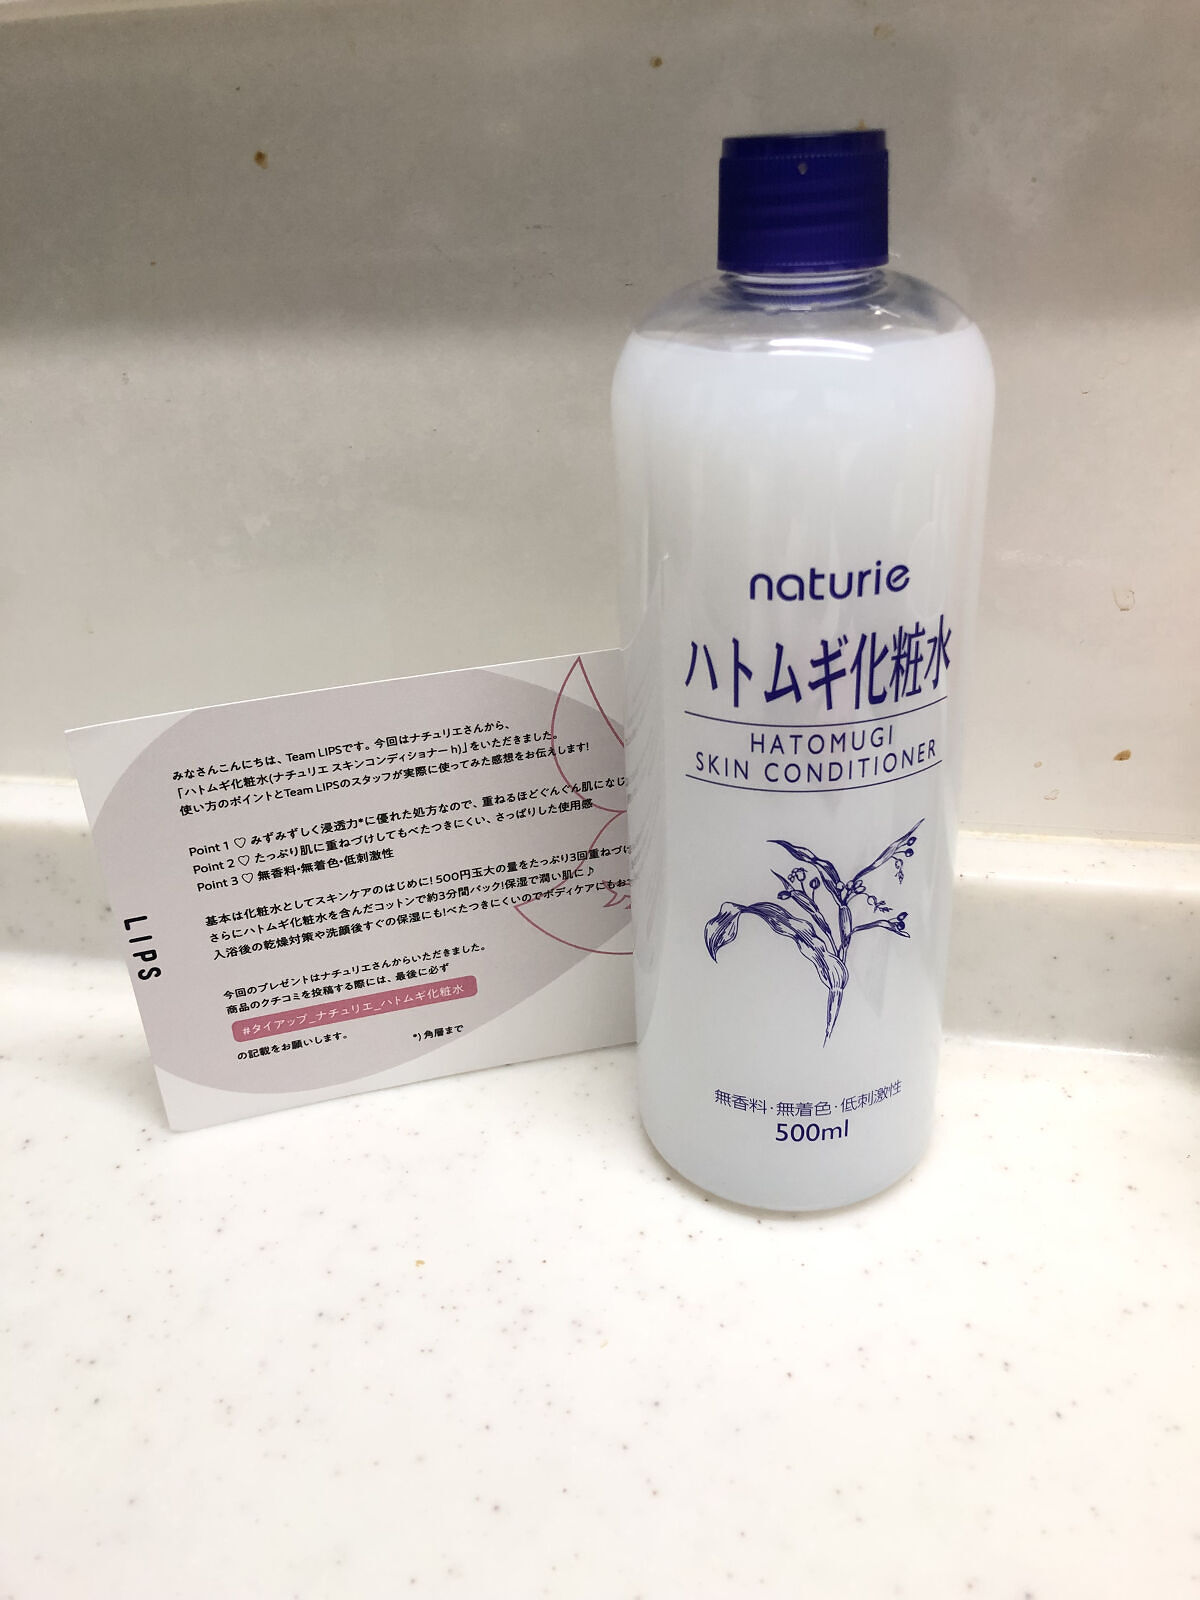 みなさんこんにちは、Team LIPSです。今回はナチュリエさんから、
「ハトムギ化粧水(ナチュリエ スキンコンディショナー h)」をいただきました。
使い方のポイントとTeam LIPSのスタッフが実際に使ってみた感想をお伝えします!
Point 1 ♡ みずみずしく浸透力*に優れた処方なので、重ねるほどぐんぐん肌になじ
Point 2 ♡ たっぷり肌に重ねづけしてもべたつきにくい、さっぱりした使用感
Point 3 ♡ 無香料・無着色・低刺激性
基本は化粧水としてスキンケアのはじめに! 500円玉大の量をたっぷり3回重ねづけ
さらにハトムギ化粧水を含んだコットンで約3分間パック!保湿で潤い肌に♪
入浴後の乾燥対策や洗顔後すぐの保湿にも!べたつきにくいのでボディケアにもお
今回のプレゼントはナチュリエさんからいただきました。
商品のクチコミを投稿する際には、最後に必ず
#タイアップ_ナチュリエ_ハトムギ化粧水
の記載をお願いします。 *) 角層まで
LIPS
naturie
ハトムギ化粧水
HATOMUGI
SKIN CONDITIONER
無香料・無着色・低刺激性
500ml